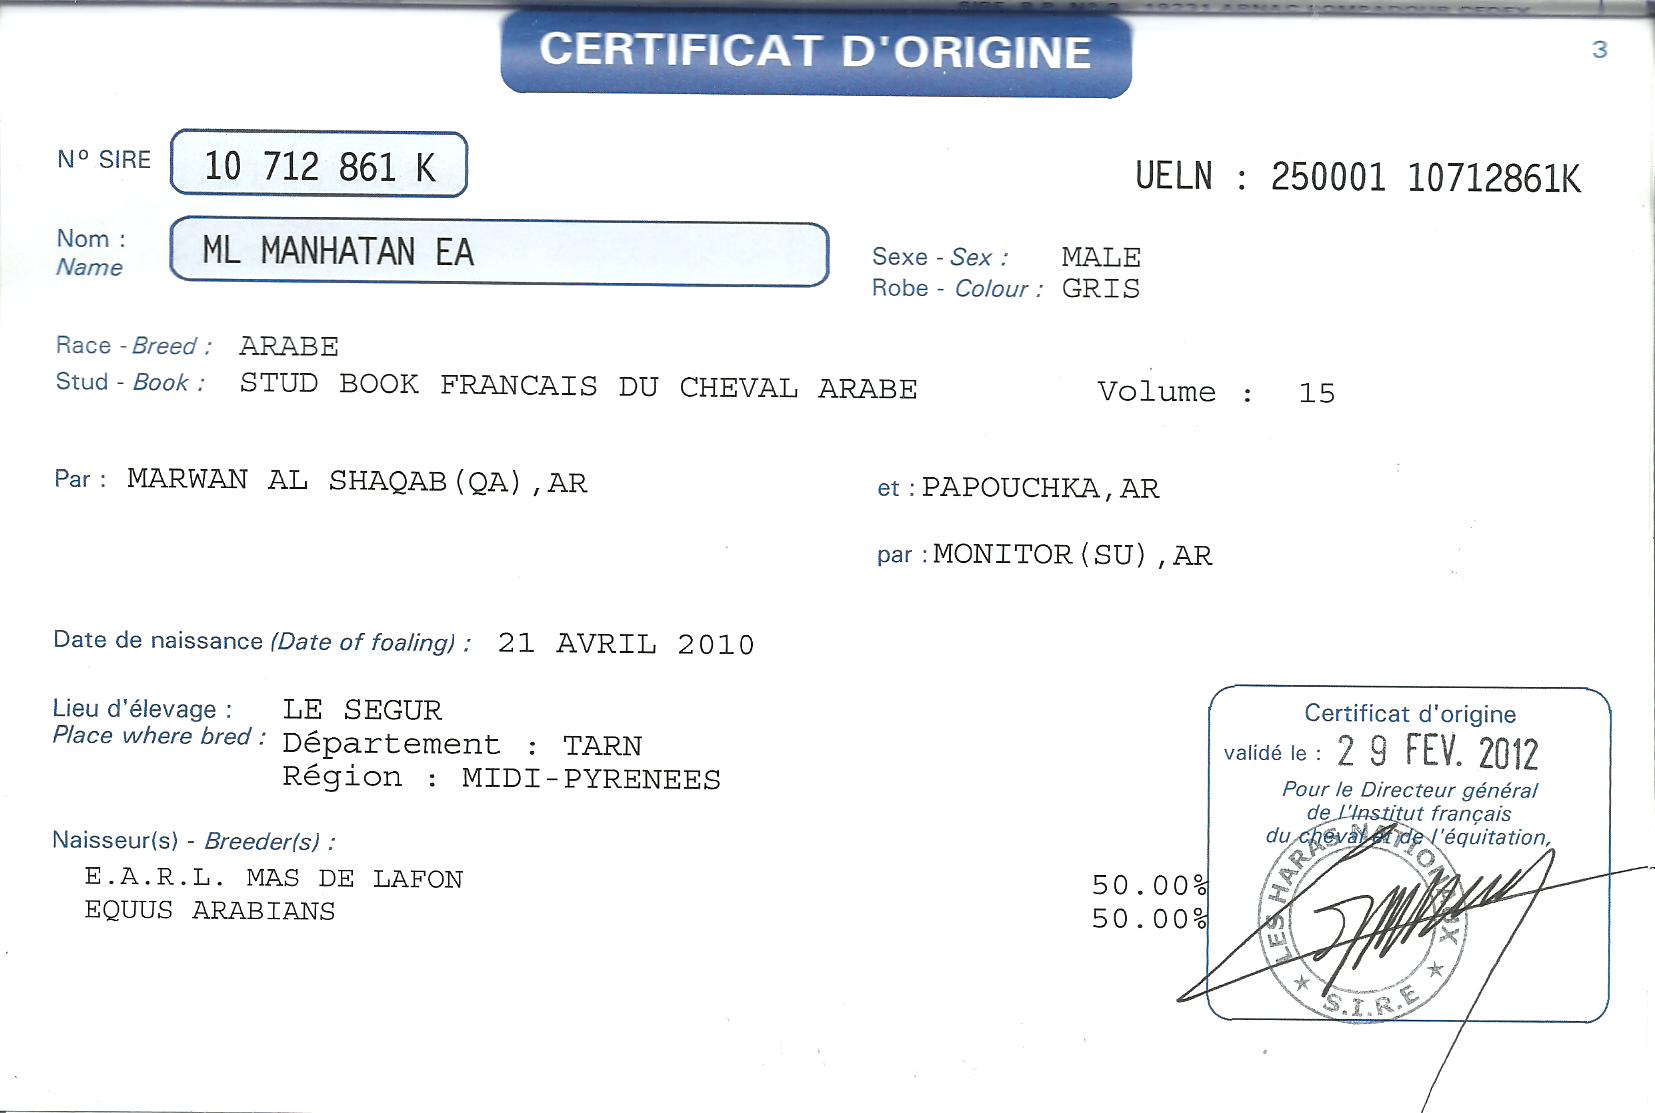 CERTIFICAT D'ORIGINE
3
N° SIRE 10 712 861 K
UELN : 250001 10712861K
Nom : ML MANHATAN EA
Name
Sexe - Sex : MALE
Robe - Colour : GRIS
Race - Breed : ARABE
Stud - Book : STUD BOOK FRANCAIS DU CHEVAL ARABE Volume : 15
Par : MARWAN AL SHAQAB(QA),AR
et : PAPOUCHKA,AR
par : MONITOR(SU),AR
Date de naissance (Date of foaling) : 21 AVRIL 2010
Lieu d'élevage : LE SEGUR
Place where bred : Département : TARN
Région : MIDI-PYRENEES
Naisseur(s) - Breeder(s) :
E.A.R.L. MAS DE LAFON 50.00%
EQUUS ARABIANS 50.00%
Certificat d'origine
validé le : 29 FEV. 2012
Pour le Directeur général
de l'Institut français
du cheval et de l'équitation,
LES HARAS NATIONAUX
★ S.I.R.E ★